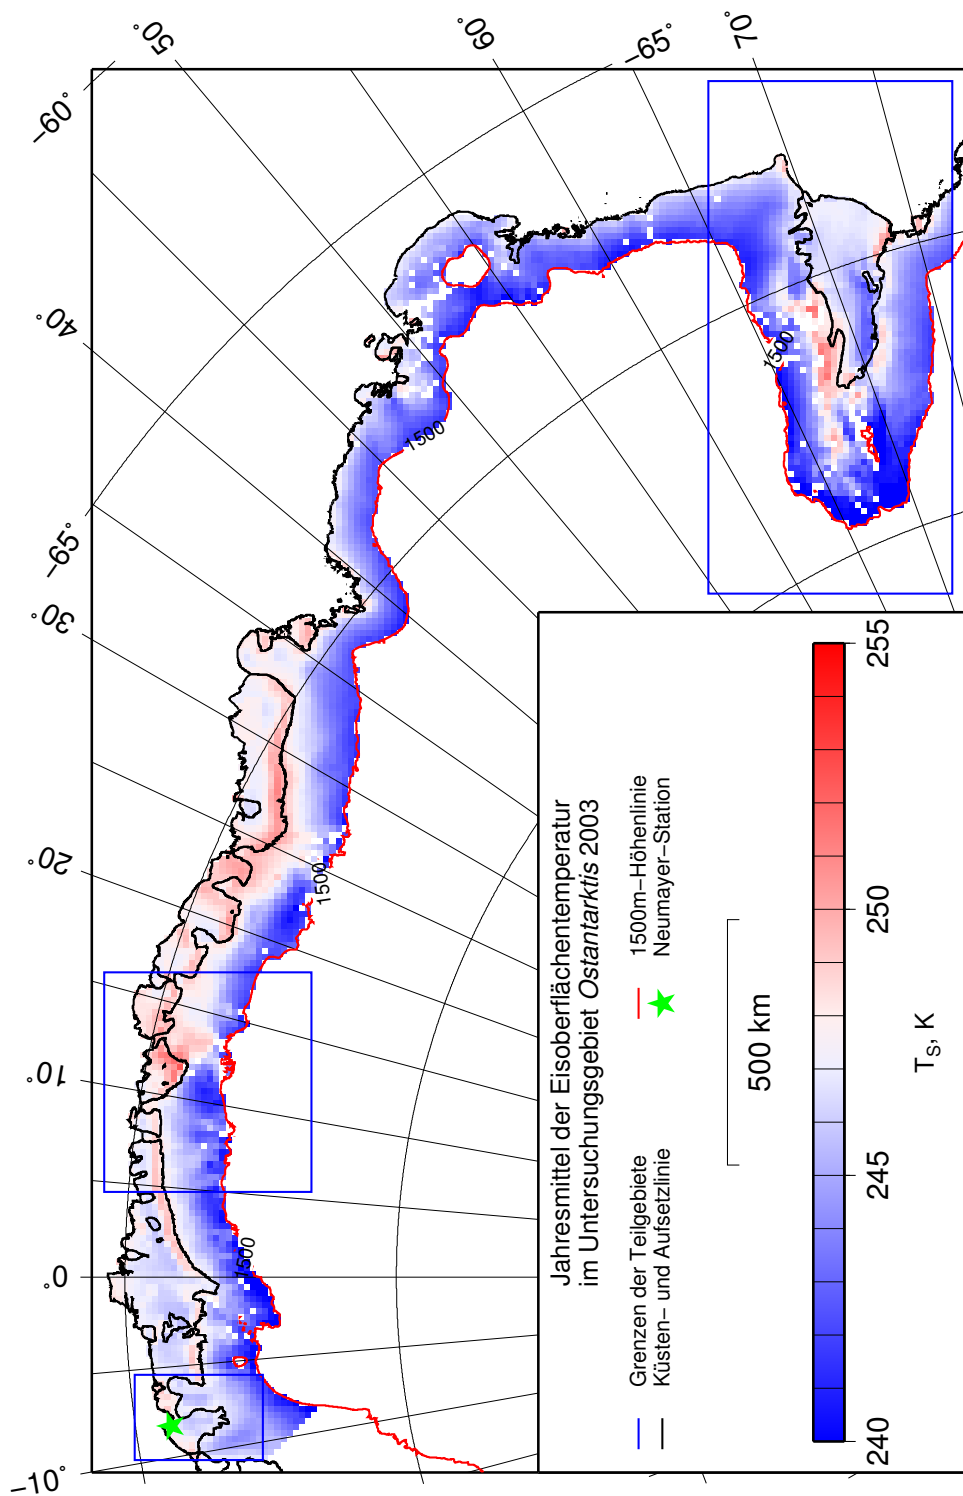 −10°
0°
10°
20°
30°
−65°
40°
−60°
50°
60°
−65°
70°
1500
1500
1500
1500
Jahresmittel der Eisoberflächentemperatur
im Untersuchungsgebiet Ostantarktis 2003
Grenzen der Teilgebiete
Küsten− und Aufsetzlinie
1500m−Höhenlinie
Neumayer−Station
500 km
240
245
250
255
T_S, K